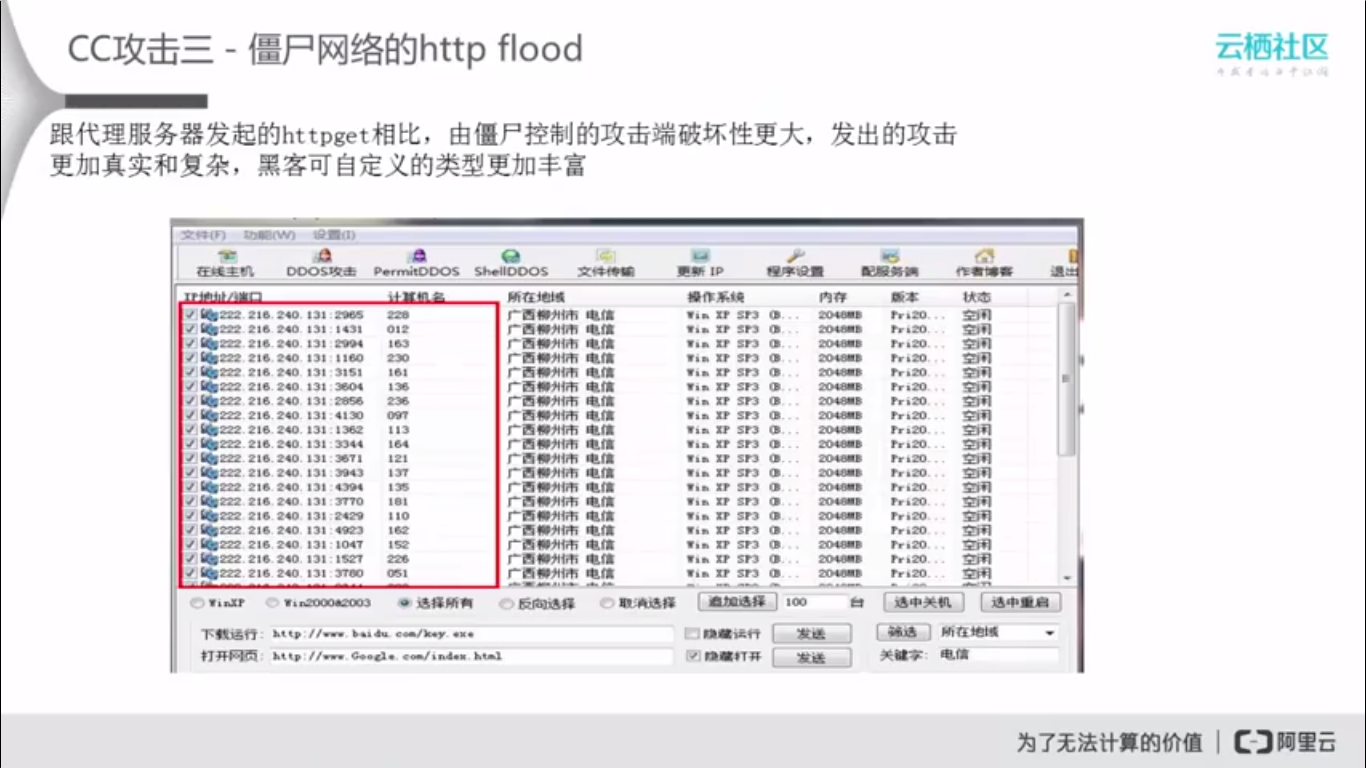 CC攻击三 - 僵尸网络的http flood
云栖社区
跟代理服务器发起的httpget相比，由僵尸控制的攻击端破坏性更大，发出的攻击
更加真实和复杂，黑客可自定义的类型更加丰富
文件(F) 功能(W) 设置(I)
在线主机 DDOS攻击 PermitDDOS ShellDDOS 文件传输 更新 IP 程序设置 配服务端 作者博客 退出
IP地址/端口 计算机名 所在地域 操作系统 内存 版本 状态
222.216.240.131:2965 228 广西柳州市 电信 Win XP SP3 (B... 2048MB Pri20... 空闲
222.216.240.131:1431 012 广西柳州市 电信 Win XP SP3 (B... 2048MB Pri20... 空闲
222.216.240.131:2994 163 广西柳州市 电信 Win XP SP3 (B... 2048MB Pri20... 空闲
222.216.240.131:1160 230 广西柳州市 电信 Win XP SP3 (B... 2048MB Pri20... 空闲
222.216.240.131:3151 161 广西柳州市 电信 Win XP SP3 (B... 2048MB Pri20... 空闲
222.216.240.131:3604 136 广西柳州市 电信 Win XP SP3 (B... 2048MB Pri20... 空闲
222.216.240.131:2856 236 广西柳州市 电信 Win XP SP3 (B... 2048MB Pri20... 空闲
222.216.240.131:4130 097 广西柳州市 电信 Win XP SP3 (B... 2048MB Pri20... 空闲
222.216.240.131:1362 113 广西柳州市 电信 Win XP SP3 (B... 2048MB Pri20... 空闲
222.216.240.131:3344 164 广西柳州市 电信 Win XP SP3 (B... 2048MB Pri20... 空闲
222.216.240.131:3671 121 广西柳州市 电信 Win XP SP3 (B... 2048MB Pri20... 空闲
222.216.240.131:3943 137 广西柳州市 电信 Win XP SP3 (B... 2048MB Pri20... 空闲
222.216.240.131:4394 135 广西柳州市 电信 Win XP SP3 (B... 2048MB Pri20... 空闲
222.216.240.131:3770 181 广西柳州市 电信 Win XP SP3 (B... 2048MB Pri20... 空闲
222.216.240.131:2429 110 广西柳州市 电信 Win XP SP3 (B... 2048MB Pri20... 空闲
222.216.240.131:4923 162 广西柳州市 电信 Win XP SP3 (B... 2048MB Pri20... 空闲
222.216.240.131:1047 152 广西柳州市 电信 Win XP SP3 (B... 2048MB Pri20... 空闲
222.216.240.131:1527 226 广西柳州市 电信 Win XP SP3 (B... 2048MB Pri20... 空闲
222.216.240.131:3780 051 广西柳州市 电信 Win XP SP3 (B... 2048MB Pri20... 空闲
WinXP Win2000&2003 选择所有 反向选择 取消选择 追加选择 100 台 选中关机 选中重启
下载运行: http://www.baidu.com/key.exe 隐藏运行 发送 筛选 所在地域
打开网页: http://www.Google.com/index.html 隐藏打开 发送 关键字: 电信
为了无法计算的价值 | 阿里云